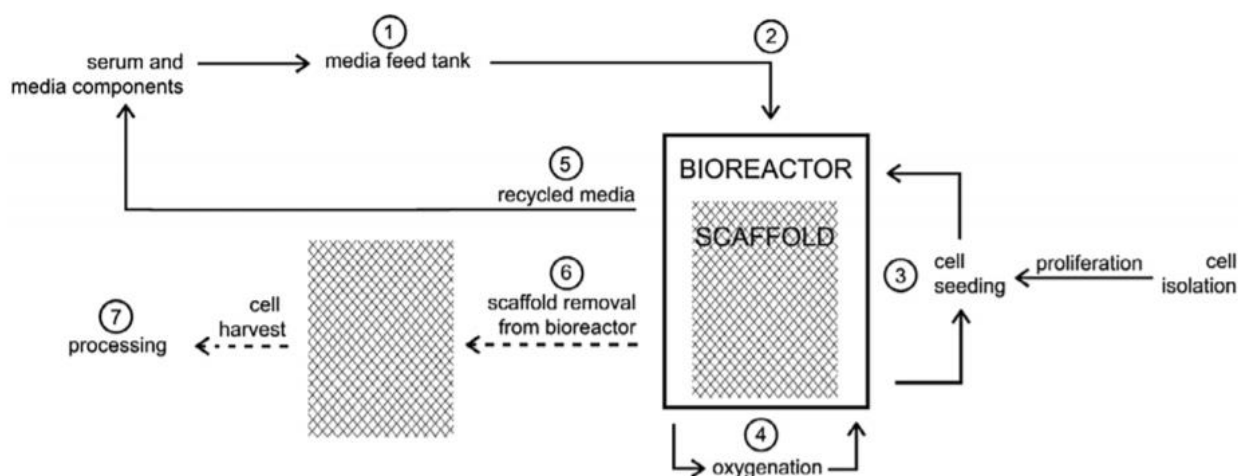 1
media feed tank
2
serum and
media components
5
recycled media
BIOREACTOR
SCAFFOLD
3
cell
seeding
proliferation
cell
isolation
6
scaffold removal
from bioreactor
cell
harvest
7
processing
4
oxygenation